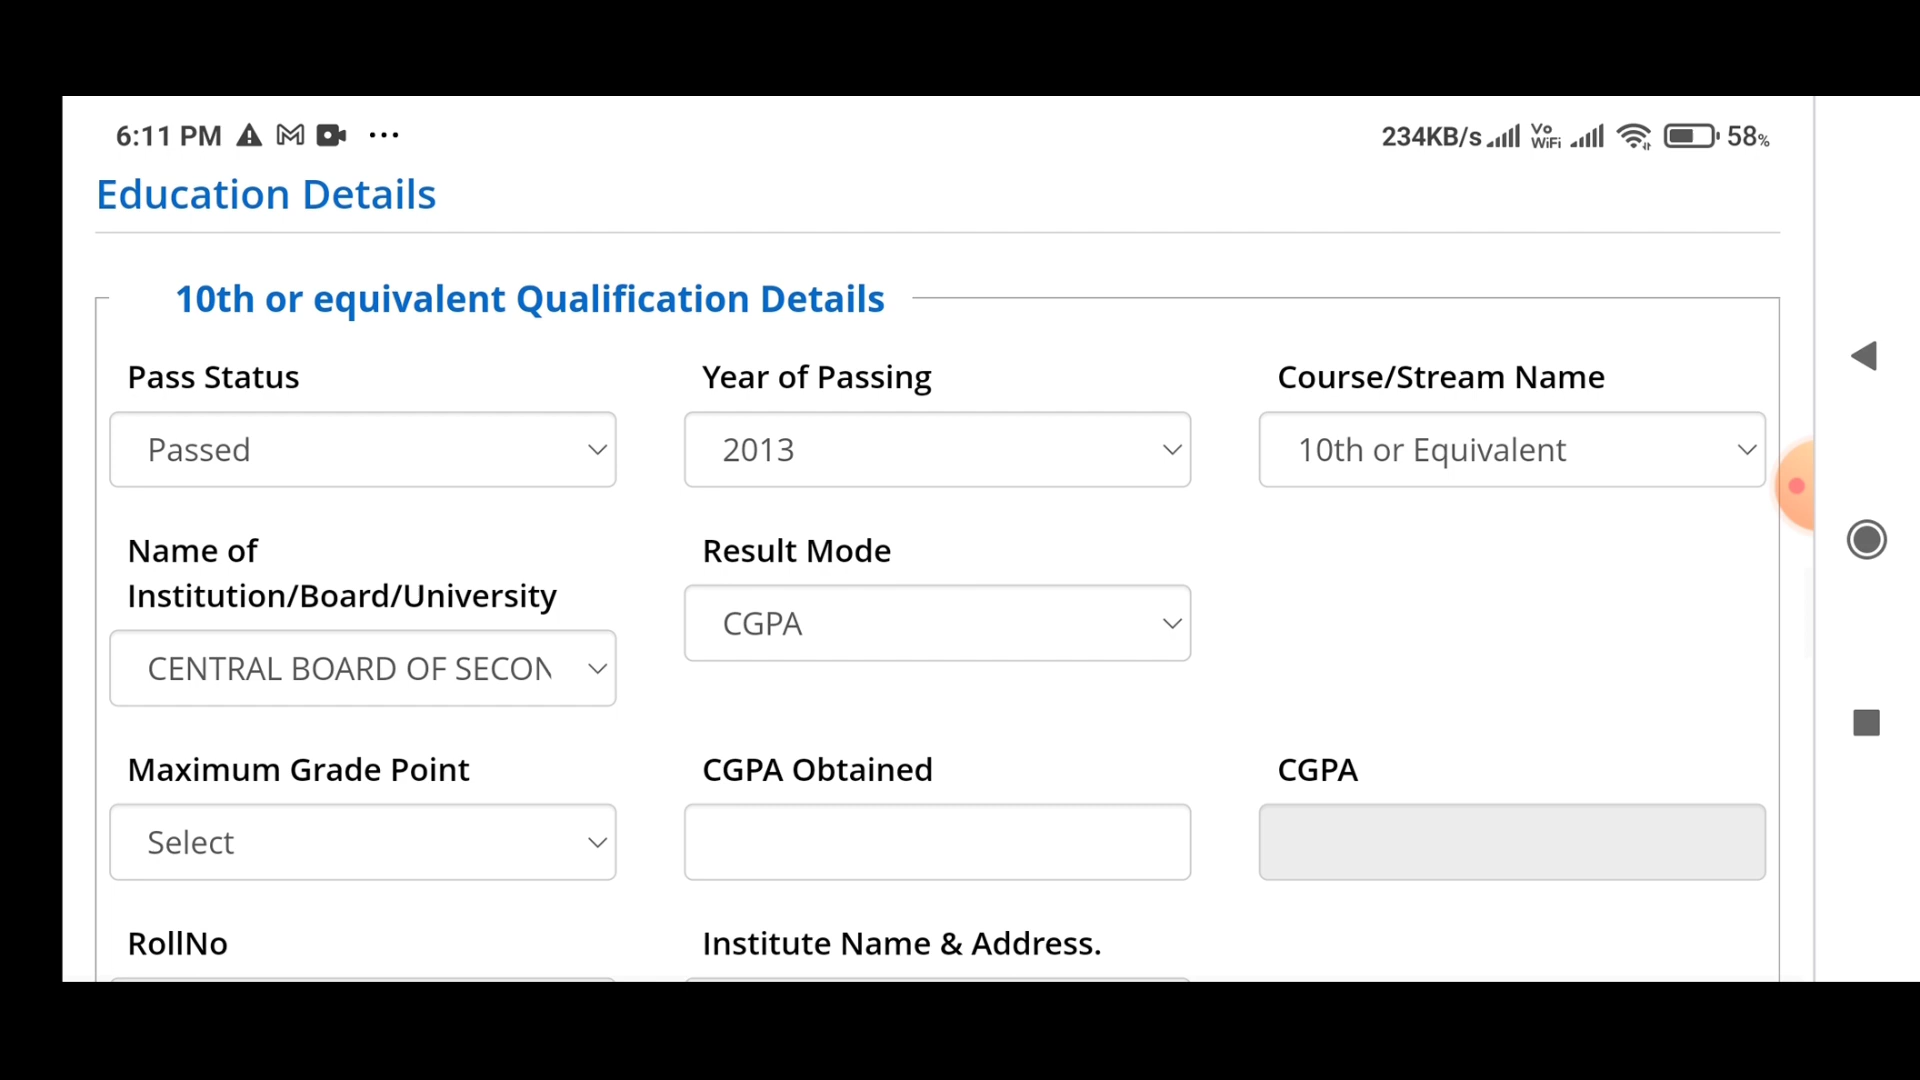 6:11 PM ... 234KB/s Vo WiFi 58%
Education Details
10th or equivalent Qualification Details
Pass Status Year of Passing Course/Stream Name
Passed 2013 10th or Equivalent
Name of Institution/Board/University Result Mode
CENTRAL BOARD OF SECON CGPA
Maximum Grade Point CGPA Obtained CGPA
Select
RollNo Institute Name & Address.